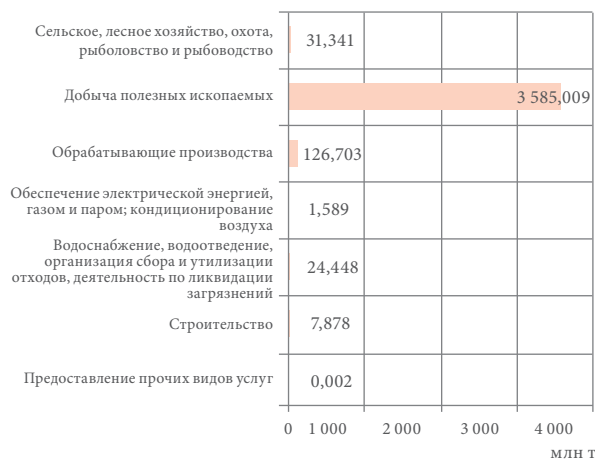 Сельское, лесное хозяйство, охота,
рыболовство и рыбоводство
31,341
Добыча полезных ископаемых
3 585,009
Обрабатывающие производства
126,703
Обеспечение электрической энергией,
газом и паром; кондиционирование
воздуха
1,589
Водоснабжение, водоотведение,
организация сбора и утилизации
отходов, деятельность по ликвидации
загрязнений
24,448
Строительство
7,878
Предоставление прочих видов услуг
0,002
0 1 000 2 000 3 000 4 000
млн т